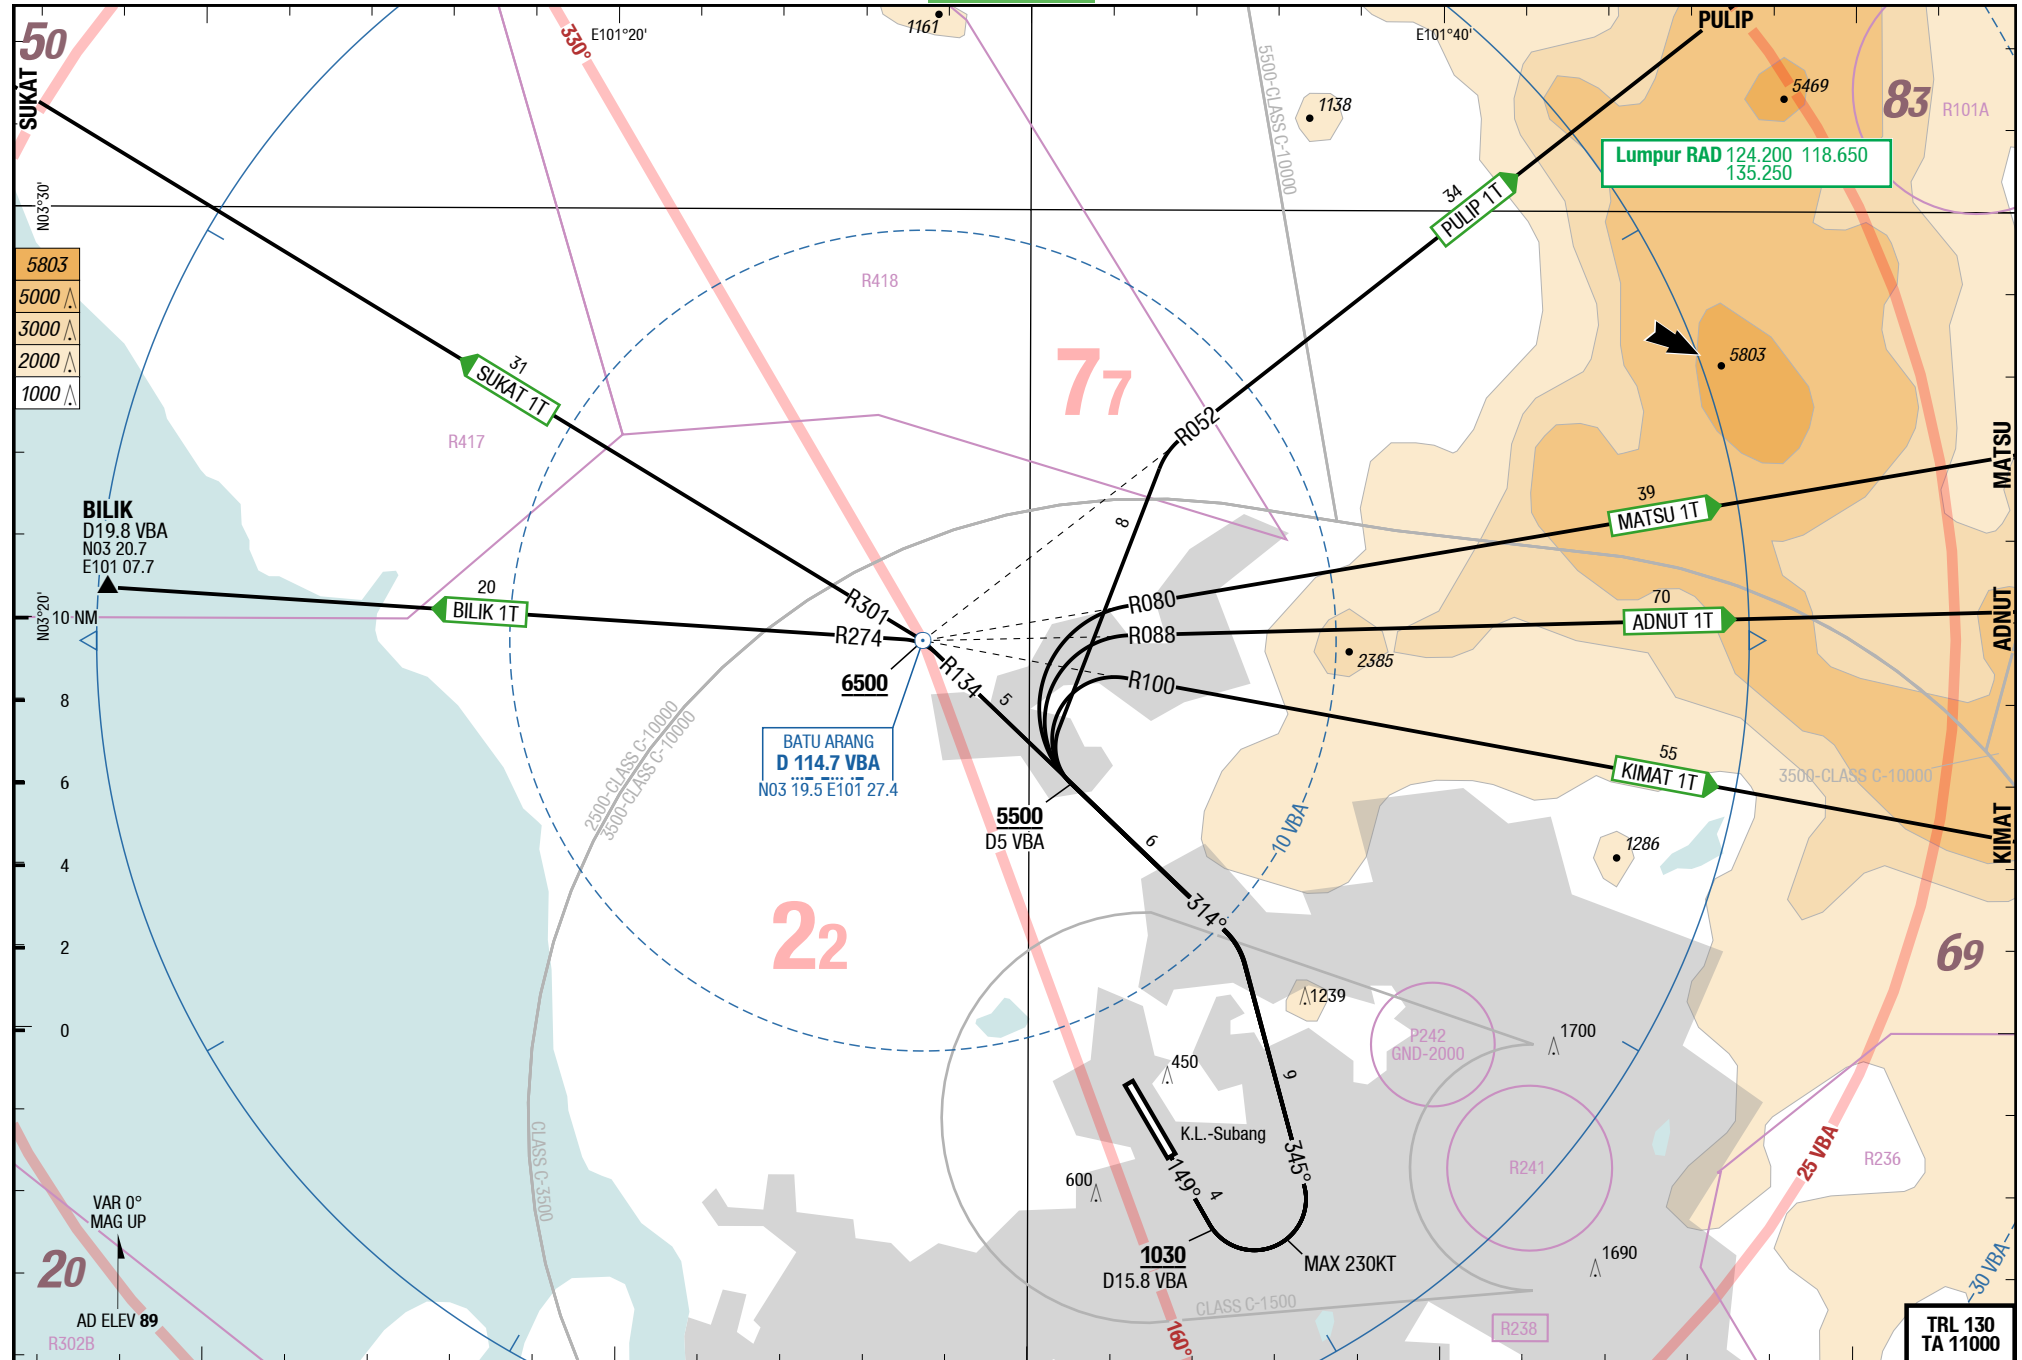 50
SUKAT
330°
E101°20'
1161
5500-CLASS C-10000
E101°40'
PULIP
1138
5469
83
R101A
Lumpur RAD 124.200 118.650
135.250
N03°30'
34
PULIP 1T
R418
5803
5000
3000
2000
1000
77
5803
31
SUKAT 1T
R417
R052
MATSU
39
MATSU 1T
8
BILIK
D19.8 VBA
N03 20.7
E101 07.7
20
BILIK 1T
N03°20'
10 NM
R301
R274
R080
R088
R100
70
ADNUT 1T
ADNUT
2385
6500
R134
5
8
6
4
2
0
2500-CLASS C-10000
3500-CLASS C-10000
BATU ARANG
D 114.7 VBA
N03 19.5 E101 27.4
55
KIMAT 1T
3500-CLASS C-10000
KIMAT
5500
D5 VBA
6
10 VBA
1286
314°
22
69
1239
P242
GND-2000
1700
450
9
K.L.-Subang
CLASS C-3500
345°
149°
4
600
R241
R236
25 VBA
VAR 0°
MAG UP
20
AD ELEV 89
R302B
1030
D15.8 VBA
MAX 230KT
1690
CLASS C-1500
160°
R238
30 VBA
TRL 130
TA 11000